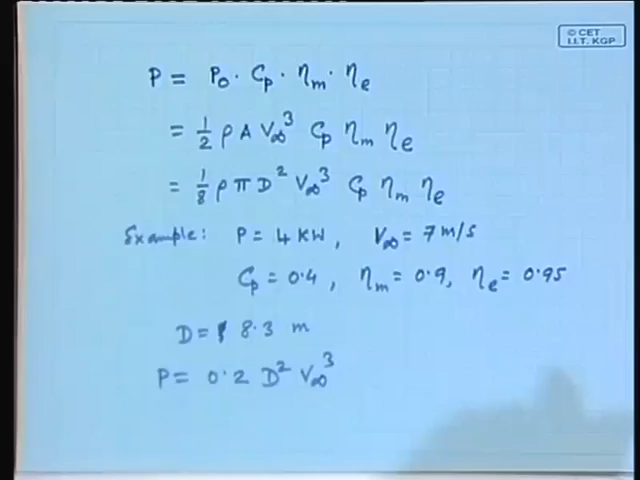 © CET
I.I.T. KGP
P = P₀ · Cp · ηm · ηe
= 1/2 ρ A V∞³ Cp ηm ηe
= 1/8 ρ π D² V∞³ Cp ηm ηe
Example: P = 4 KW, V∞ = 7 m/s
Cp = 0.4, ηm = 0.9, ηe = 0.95
D = 8.3 m
P = 0.2 D² V∞³